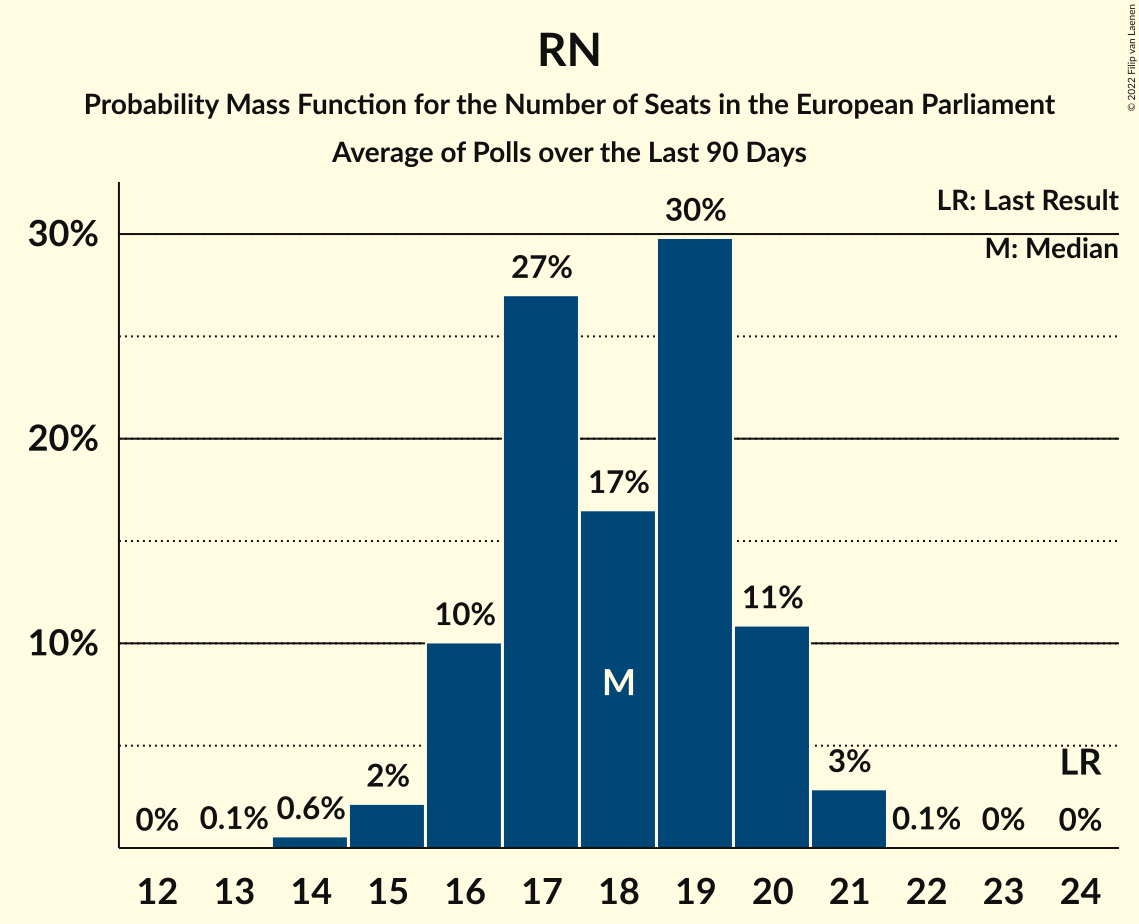 RN
Probability Mass Function for the Number of Seats in the European Parliament
Average of Polls over the Last 90 Days
© 2022 Filip van Laenen
LR: Last Result
M: Median
30%
20%
10%
0%
0.1%
0.6%
2%
10%
27%
17%
30%
11%
3%
0.1%
0%
0%
M
LR
12 13 14 15 16 17 18 19 20 21 22 23 24